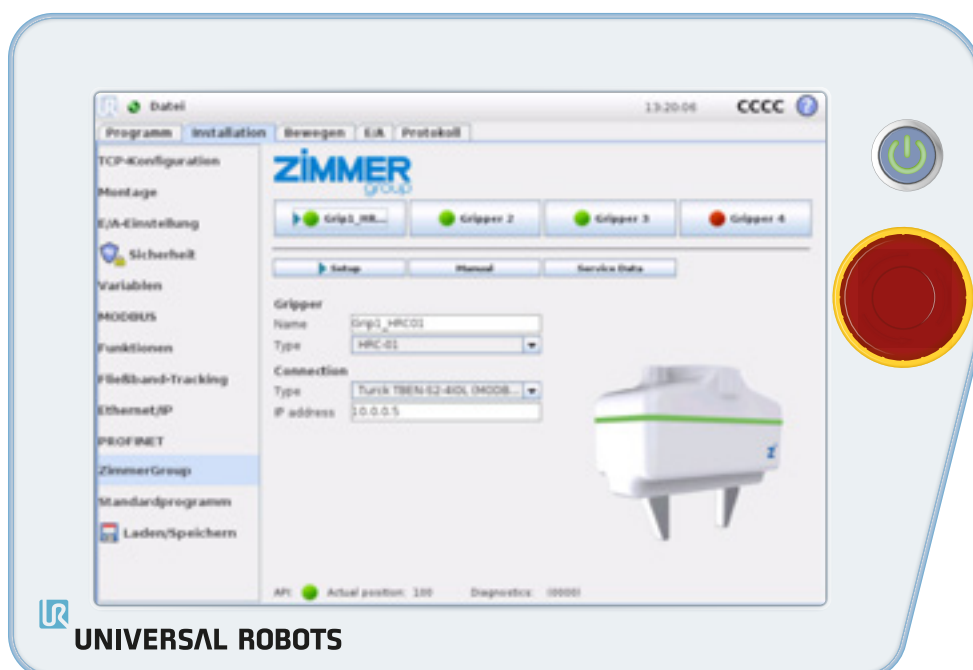 Datei 13:20:06 CCCC ?
Programm Installation Bewegen E/A Protokoll
TCP-Konfiguration
Montage
E/A-Einstellung
Sicherheit
Variablen
MODBUS
Funktionen
Fließband-Tracking
Ethernet/IP
PROFINET
ZimmerGroup
Standardprogramm
Laden/Speichern
ZIMMER
group
Grip1_HR... Gripper 2 Gripper 3 Gripper 4
Setup Manual Service Data
Gripper
Name Grip1_HRC01
Type HRC-01
Connection
Type Turck TBEN-S2-4IOL (MODB...
IP address 10.0.0.5
Z
API: Actual position: 100 Diagnostics: (0000)
UR
UNIVERSAL ROBOTS